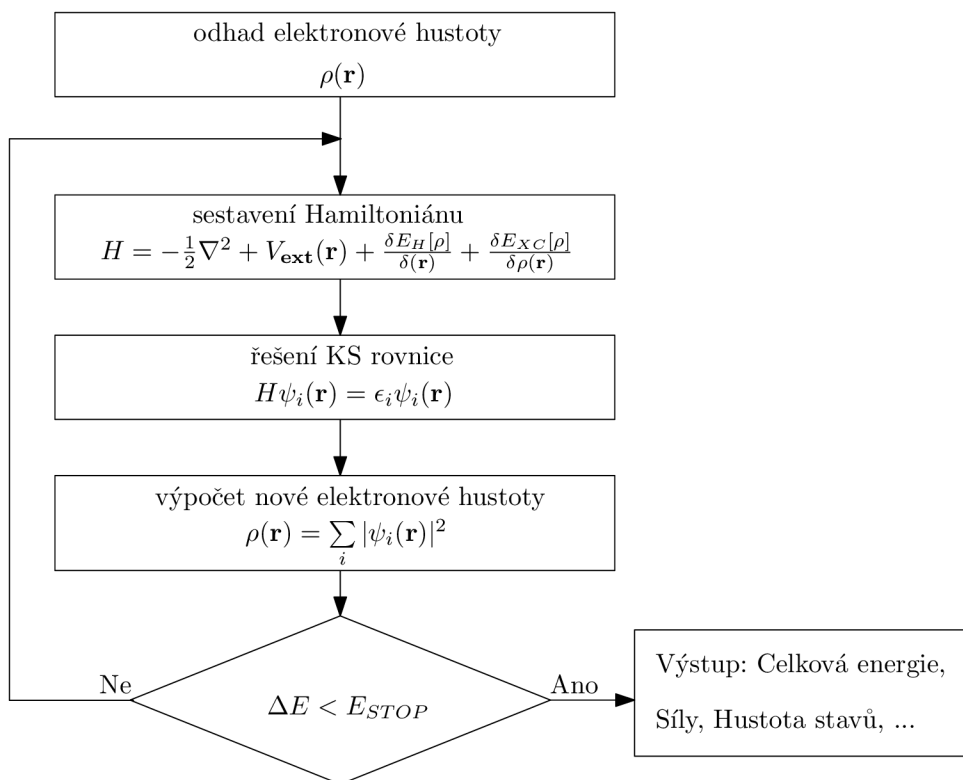 odhad elektronové hustoty
ρ(𝐫)
sestavení Hamiltoniánu
H = −½∇² + V_𝐞𝐱𝐭(𝐫) + δE_H[ρ]/δ(𝐫) + δE_XC[ρ]/δρ(𝐫)
řešení KS rovnice
Hψ_i(𝐫) = ϵ_iψ_i(𝐫)
výpočet nové elektronové hustoty
ρ(𝐫) = ∑_i |ψ_i(𝐫)|²
Ne
ΔE < E_STOP
Ano
Výstup: Celková energie,
Síly, Hustota stavů, ...